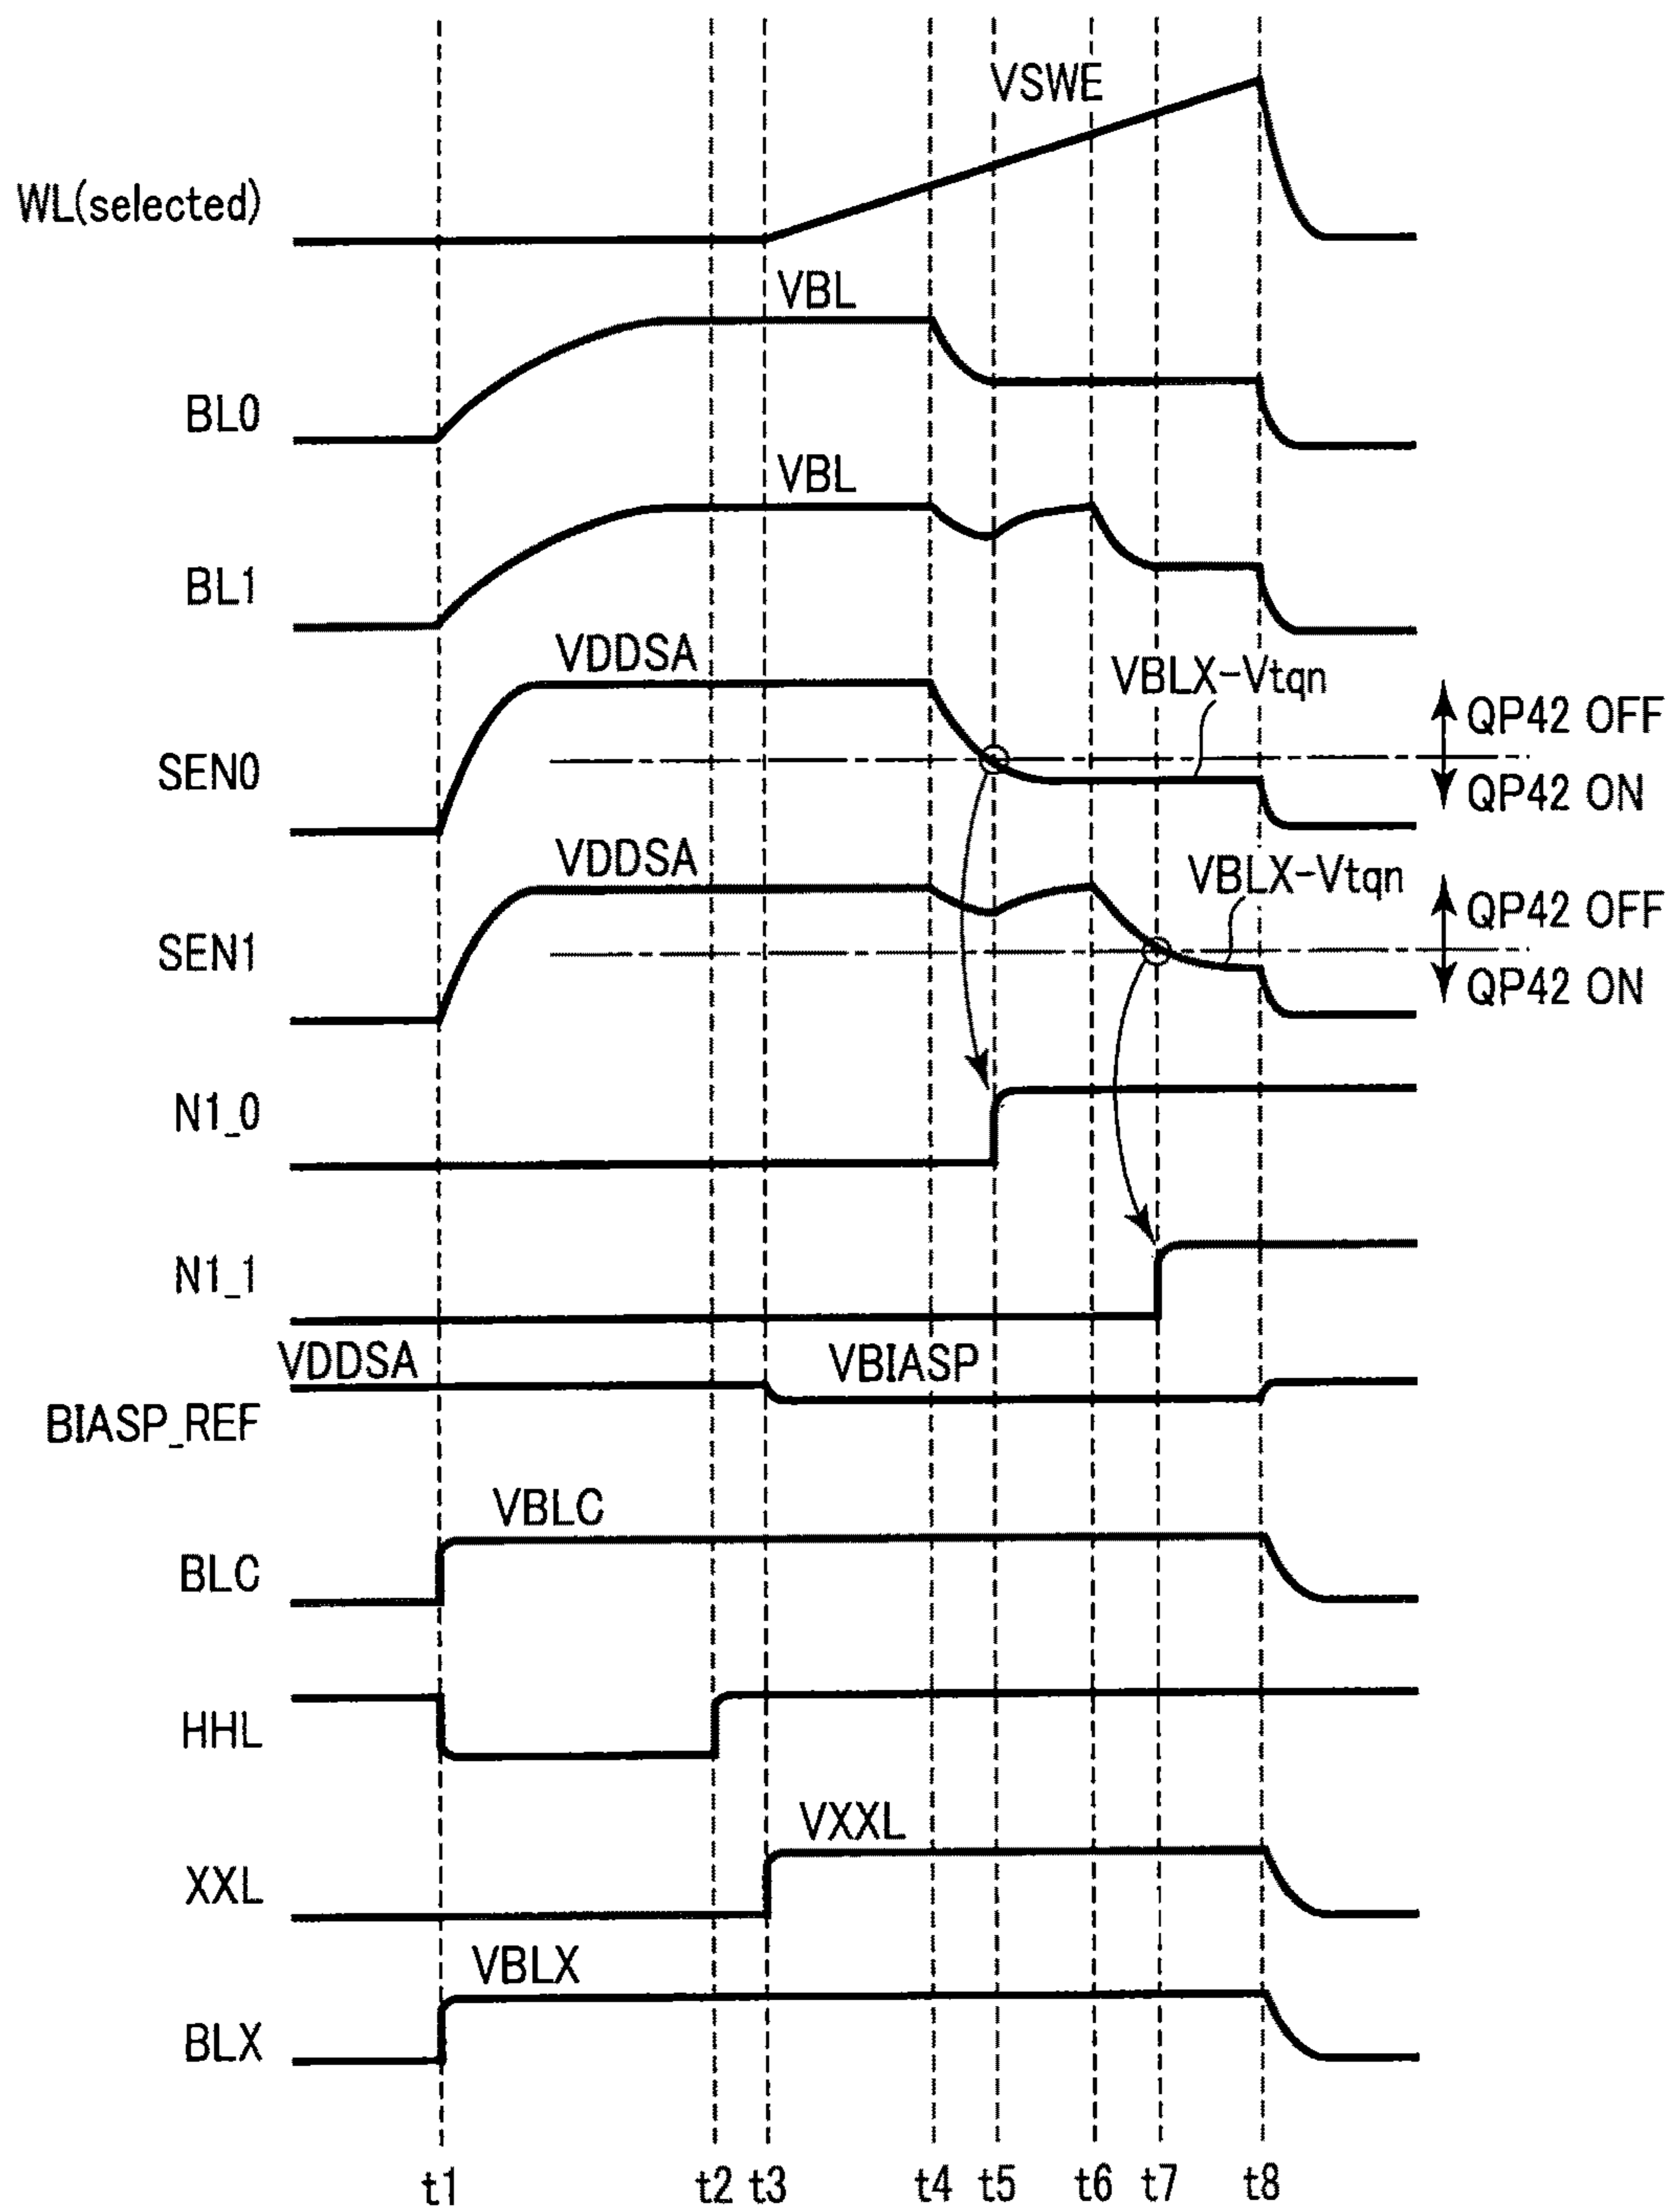 VSWE
WL(selected)
VBL
BL0
VBL
BL1
VDDSA
VBLX-Vtqn
QP42 OFF
SEN0
QP42 ON
VDDSA
VBLX-Vtqn
QP42 OFF
SEN1
QP42 ON
N1_0
N1_1
VDDSA
VBIASP
BIASP_REF
VBLC
BLC
HHL
VXXL
XXL
VBLX
BLX
t1 t2 t3 t4 t5 t6 t7 t8